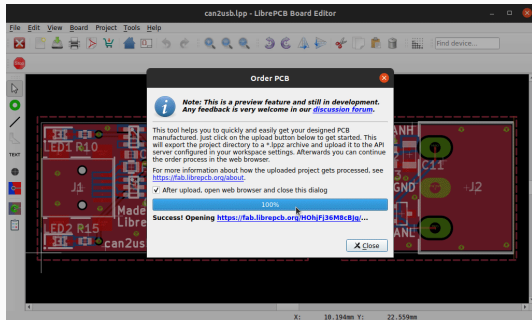 can2usb.lpp - LibrePCB Board Editor
File Edit View Board Project Tools Help
Find device...
Order PCB
Note: This is a preview feature and still in development.
Any feedback is very welcome in our discussion forum.
This tool helps you to quickly and easily get your designed PCB
manufactured. Just click on the upload button below to get started. This
will export the project directory to a *.lppz archive and upload it to the API
server configured in your workspace settings. Afterwards you can continue
the order process in the web browser.
For more information about how the uploaded project gets processed, see
https://fab.librepcb.org/about.
After upload, open web browser and close this dialog
100%
Success! Opening https://fab.librepcb.org/HOhjFj36M8cBjg/...
Close
TEXT
LED1 R10
J1
LED2 R15
Made
Libre
can2us
CANH
C11
GND
J2
CANL
X: 10.194mm Y: 22.559mm